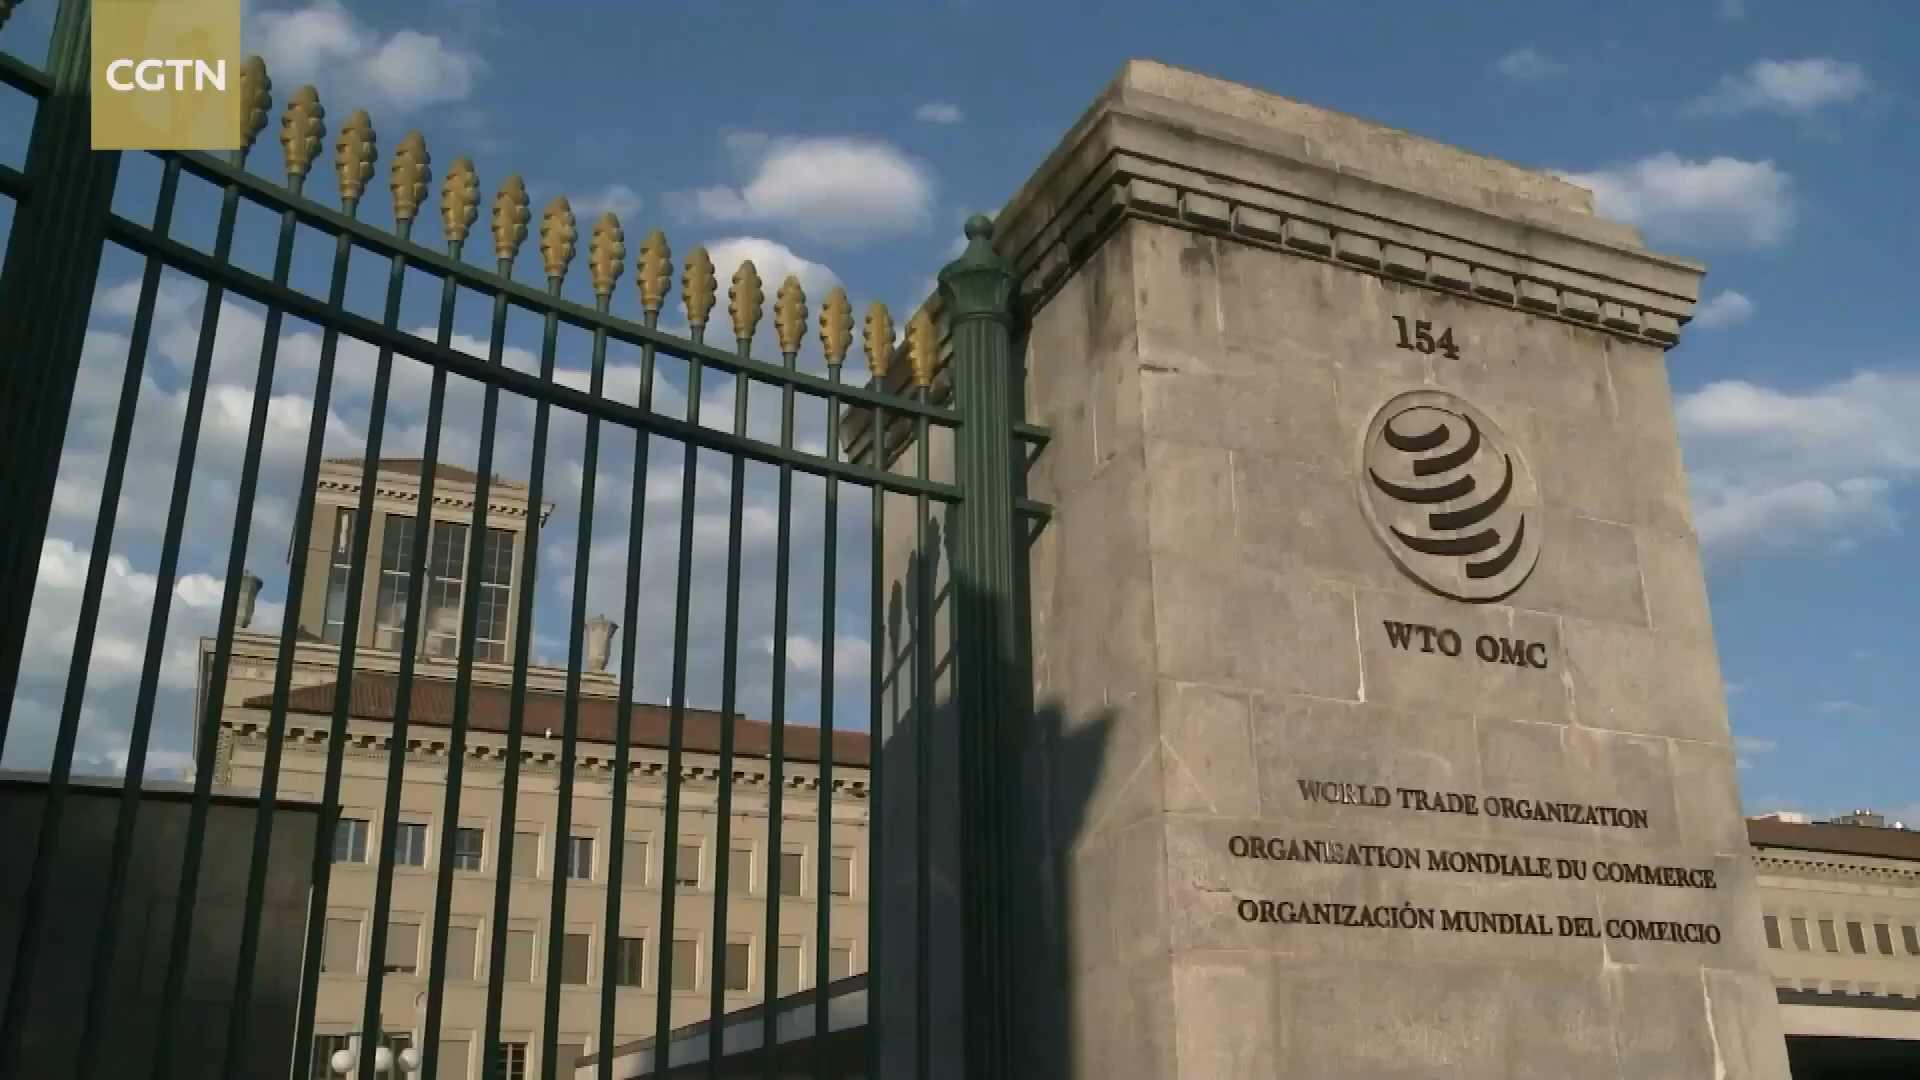 CGTN
154
WTO OMC
WORLD TRADE ORGANIZATION
ORGANISATION MONDIALE DU COMMERCE
ORGANIZACIÓN MUNDIAL DEL COMERCIO